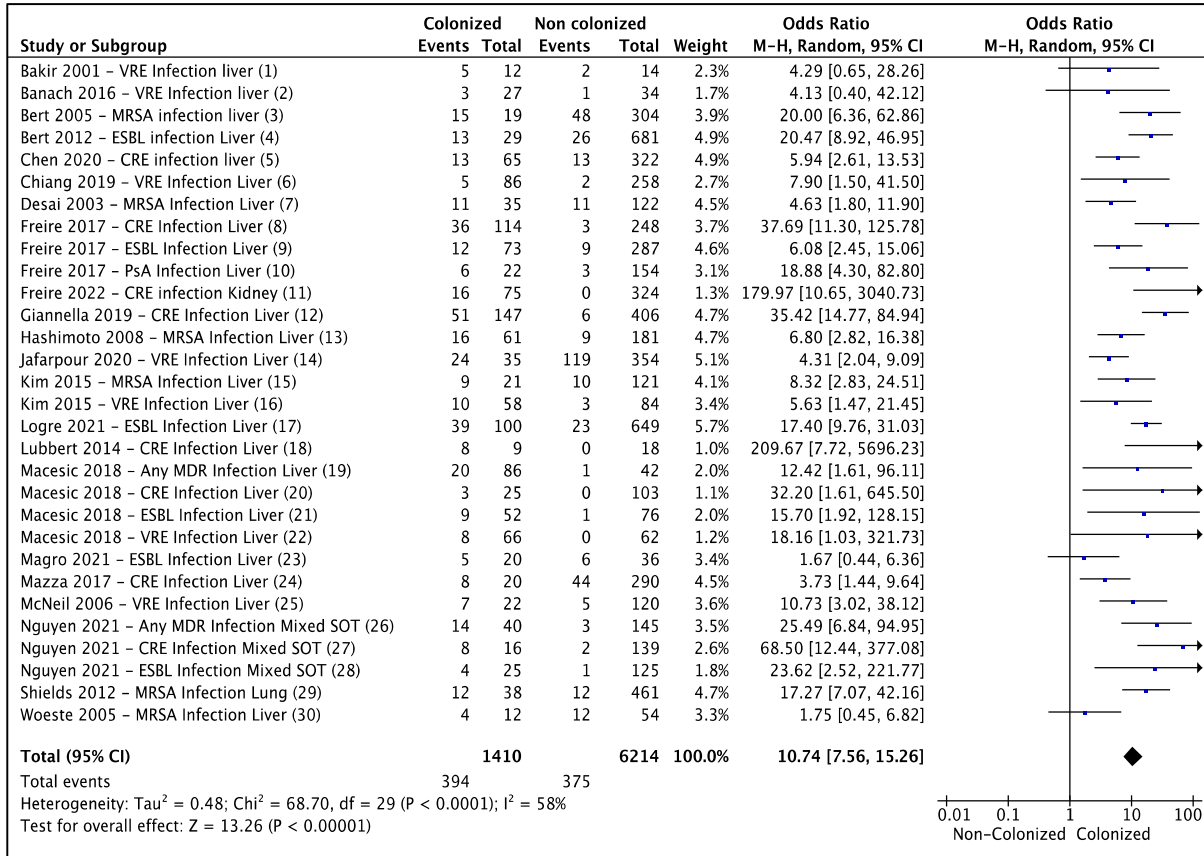 Colonized Non colonized Odds Ratio Odds Ratio
Study or Subgroup Events Total Events Total Weight M-H, Random, 95% CI M-H, Random, 95% CI
Bakir 2001 – VRE Infection liver (1) 5 12 2 14 2.3% 4.29 [0.65, 28.26]
Banach 2016 – VRE Infection liver (2) 3 27 1 34 1.7% 4.13 [0.40, 42.12]
Bert 2005 – MRSA infection liver (3) 15 19 48 304 3.9% 20.00 [6.36, 62.86]
Bert 2012 – ESBL infection Liver (4) 13 29 26 681 4.9% 20.47 [8.92, 46.95]
Chen 2020 – CRE infection liver (5) 13 65 13 322 4.9% 5.94 [2.61, 13.53]
Chiang 2019 – VRE Infection Liver (6) 5 86 2 258 2.7% 7.90 [1.50, 41.50]
Desai 2003 – MRSA Infection Liver (7) 11 35 11 122 4.5% 4.63 [1.80, 11.90]
Freire 2017 – CRE Infection Liver (8) 36 114 3 248 3.7% 37.69 [11.30, 125.78]
Freire 2017 – ESBL Infection Liver (9) 12 73 9 287 4.6% 6.08 [2.45, 15.06]
Freire 2017 – PsA Infection Liver (10) 6 22 3 154 3.1% 18.88 [4.30, 82.80]
Freire 2022 – CRE infection Kidney (11) 16 75 0 324 1.3% 179.97 [10.65, 3040.73]
Giannella 2019 – CRE Infection Liver (12) 51 147 6 406 4.7% 35.42 [14.77, 84.94]
Hashimoto 2008 – MRSA Infection Liver (13) 16 61 9 181 4.7% 6.80 [2.82, 16.38]
Jafarpour 2020 – VRE Infection Liver (14) 24 35 119 354 5.1% 4.31 [2.04, 9.09]
Kim 2015 – MRSA Infection Liver (15) 9 21 10 121 4.1% 8.32 [2.83, 24.51]
Kim 2015 – VRE Infection Liver (16) 10 58 3 84 3.4% 5.63 [1.47, 21.45]
Logre 2021 – ESBL Infection Liver (17) 39 100 23 649 5.7% 17.40 [9.76, 31.03]
Lubbert 2014 – CRE Infection Liver (18) 8 9 0 18 1.0% 209.67 [7.72, 5696.23]
Macesic 2018 – Any MDR Infection Liver (19) 20 86 1 42 2.0% 12.42 [1.61, 96.11]
Macesic 2018 – CRE Infection Liver (20) 3 25 0 103 1.1% 32.20 [1.61, 645.50]
Macesic 2018 – ESBL Infection Liver (21) 9 52 1 76 2.0% 15.70 [1.92, 128.15]
Macesic 2018 – VRE Infection Liver (22) 8 66 0 62 1.2% 18.16 [1.03, 321.73]
Magro 2021 – ESBL Infection Liver (23) 5 20 6 36 3.4% 1.67 [0.44, 6.36]
Mazza 2017 – CRE Infection Liver (24) 8 20 44 290 4.5% 3.73 [1.44, 9.64]
McNeil 2006 – VRE Infection Liver (25) 7 22 5 120 3.6% 10.73 [3.02, 38.12]
Nguyen 2021 – Any MDR Infection Mixed SOT (26) 14 40 3 145 3.5% 25.49 [6.84, 94.95]
Nguyen 2021 – CRE Infection Mixed SOT (27) 8 16 2 139 2.6% 68.50 [12.44, 377.08]
Nguyen 2021 – ESBL Infection Mixed SOT (28) 4 25 1 125 1.8% 23.62 [2.52, 221.77]
Shields 2012 – MRSA Infection Lung (29) 12 38 12 461 4.7% 17.27 [7.07, 42.16]
Woeste 2005 – MRSA Infection Liver (30) 4 12 12 54 3.3% 1.75 [0.45, 6.82]
Total (95% CI) 1410 6214 100.0% 10.74 [7.56, 15.26]
Total events 394 375
Heterogeneity: Tau² = 0.48; Chi² = 68.70, df = 29 (P < 0.0001); I² = 58%
Test for overall effect: Z = 13.26 (P < 0.00001)
0.01 0.1 1 10 100
Non-Colonized Colonized